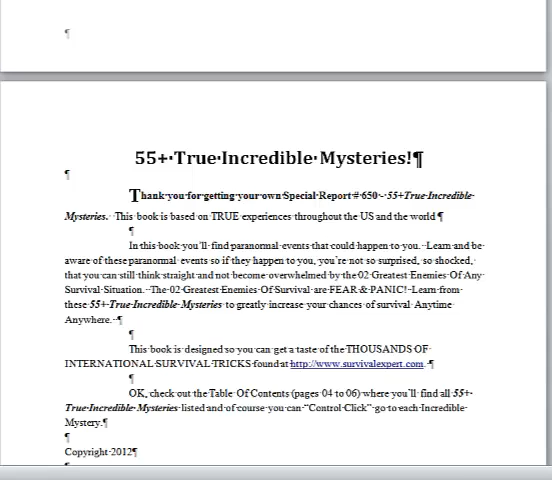 55+ True Incredible Mysteries!
Thank you for getting your own Special Report # 650 - 55+True Incredible
Mysteries. This book is based on TRUE experiences throughout the US and the world
In this book you'll find paranormal events that could happen to you. Learn and be
aware of these paranormal events so if they happen to you, you're not so surprised, so shocked,
that you can still think straight and not become overwhelmed by the 02 Greatest Enemies Of Any
Survival Situation. The 02 Greatest Enemies Of Survival are FEAR & PANIC! Learn from
these 55+-True Incredible Mysteries to greatly increase your chances of survival Anytime
Anywhere.
This book is designed so you can get a taste of the THOUSANDS OF
INTERNATIONAL SURVIVAL TRICKS found at http://www.survivalexpert.com.
OK, check out the Table Of Contents (pages 04 to 06) where you'll find all 55+
True Incredible Mysteries listed and of course you can "Control Click" go to each Incredible
Mystery.
Copyright 2012